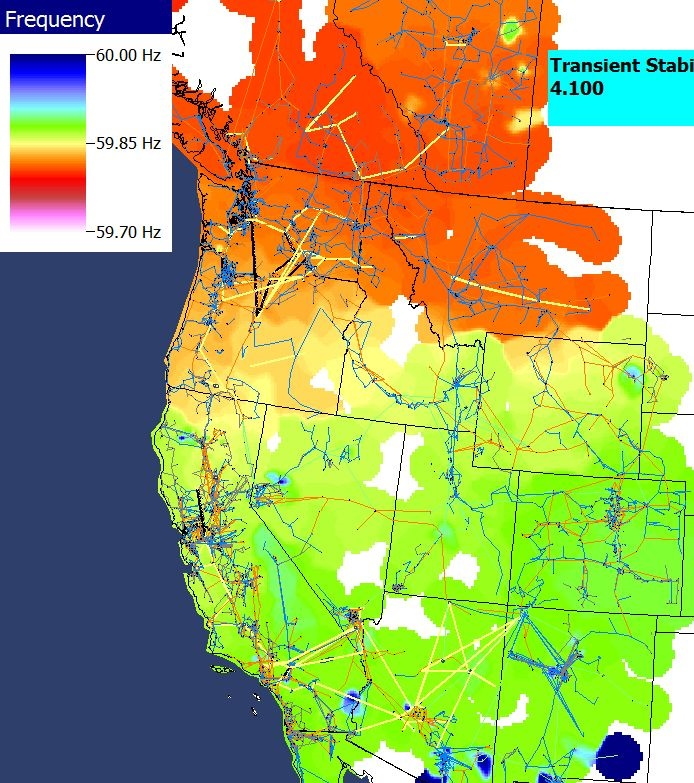 Frequency
60.00 Hz
59.85 Hz
59.70 Hz
Transient Stabi
4.100